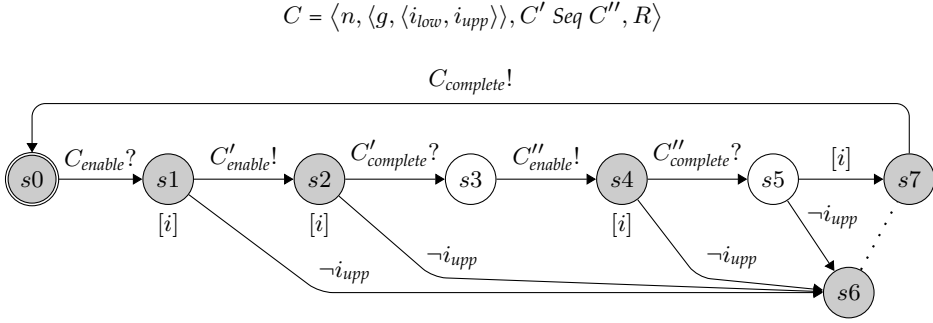 C = ⟨n, ⟨g, ⟨i_low, i_upp⟩⟩, C′ Seq C″, R⟩
C_complete!
C_enable? C′_enable! C′_complete? C″_enable! C″_complete? [i]
s0 s1 s2 s3 s4 s5 s7
[i] [i] [i] ¬i_upp
¬i_upp ¬i_upp ¬i_upp
s6